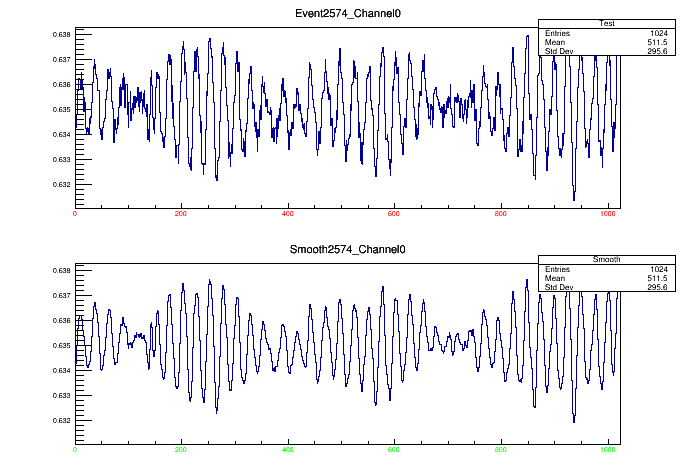 Event2574_Channel0
Test
Entries 1024
Mean 511.5
Std Dev 295.6
0.638
0.637
0.636
0.635
0.634
0.633
0.632
0 200 400 600 800 1000
Smooth2574_Channel0
Smooth
Entries 1024
Mean 511.5
Std Dev 295.6
0.638
0.637
0.636
0.635
0.634
0.633
0.632
0 200 400 600 800 1000